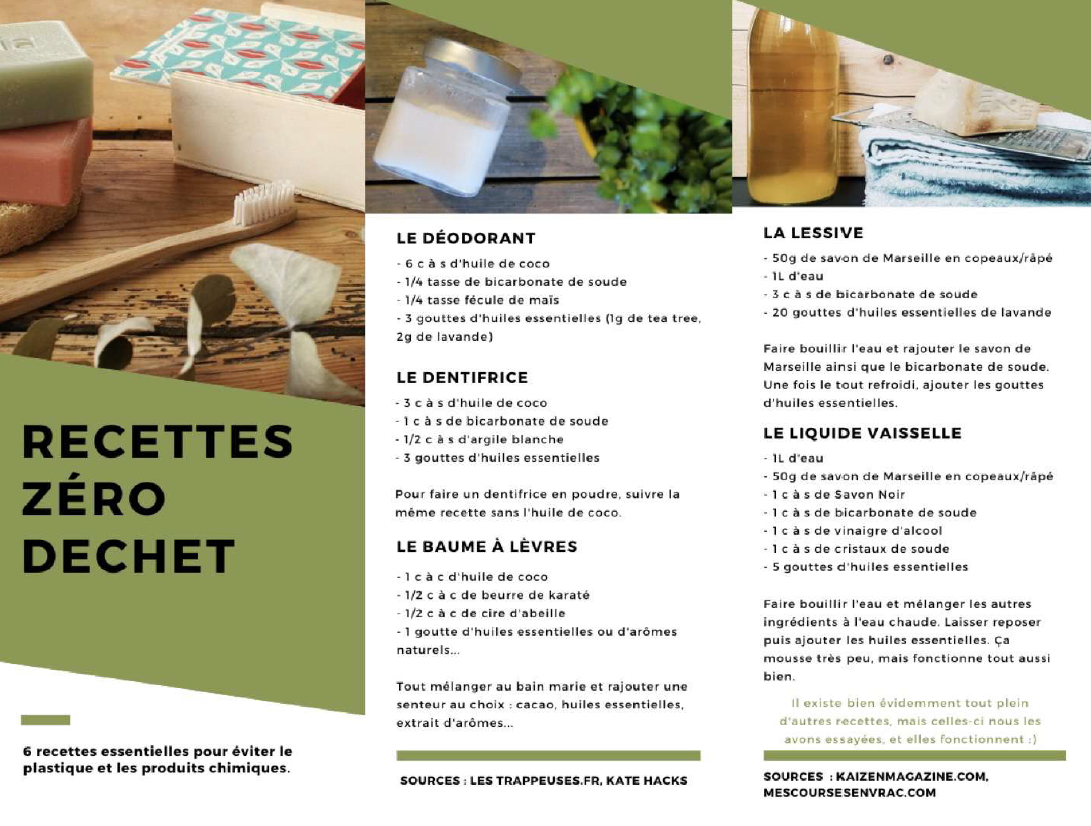 RECETTES
ZÉRO
DECHET
6 recettes essentielles pour éviter le
plastique et les produits chimiques.
LE DÉODORANT
- 6 c à s d'huile de coco
- 1/4 tasse de bicarbonate de soude
- 1/4 tasse fécule de maïs
- 3 gouttes d'huiles essentielles (1g de tea tree,
2g de lavande)
LE DENTIFRICE
- 3 c à s d'huile de coco
- 1 c à s de bicarbonate de soude
- 1/2 c à s d'argile blanche
- 3 gouttes d'huiles essentielles
Pour faire un dentifrice en poudre, suivre la
même recette sans l'huile de coco.
LE BAUME À LÈVRES
- 1 c à c d'huile de coco
- 1/2 c à c de beurre de karaté
- 1/2 c à c de cire d'abeille
- 1 goutte d'huiles essentielles ou d'arômes
naturels...
Tout mélanger au bain marie et rajouter une
senteur au choix : cacao, huiles essentielles,
extrait d'arômes...
SOURCES : LES TRAPPEUSES.FR, KATE HACKS
LA LESSIVE
- 50g de savon de Marseille en copeaux/râpé
- 1L d'eau
- 3 c à s de bicarbonate de soude
- 20 gouttes d'huiles essentielles de lavande
Faire bouillir l'eau et rajouter le savon de
Marseille ainsi que le bicarbonate de soude.
Une fois le tout refroidi, ajouter les gouttes
d'huiles essentielles.
LE LIQUIDE VAISSELLE
- 1L d'eau
- 50g de savon de Marseille en copeaux/râpé
- 1 c à s de Savon Noir
- 1 c à s de bicarbonate de soude
- 1 c à s de vinaigre d'alcool
- 1 c à s de cristaux de soude
- 5 gouttes d'huiles essentielles
Faire bouillir l'eau et mélanger les autres
ingrédients à l'eau chaude. Laisser reposer
puis ajouter les huiles essentielles. Ça
mousse très peu, mais fonctionne tout aussi
bien.
Il existe bien évidemment tout plein
d'autres recettes, mais celles-ci nous les
avons essayées, et elles fonctionnent :)
SOURCES : KAIZENMAGAZINE.COM,
MESCOURSESENVRAC.COM